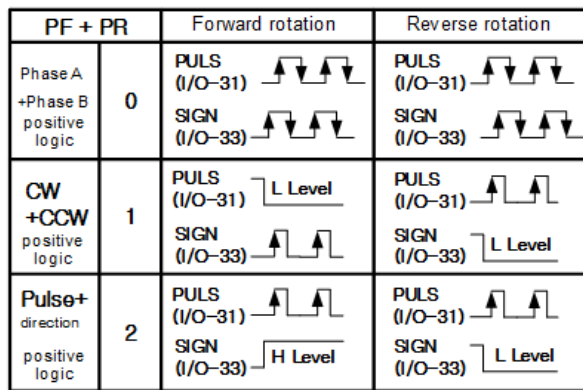 PF + PR
Forward rotation
Reverse rotation
Phase A
+Phase B
positive
logic
0
PULS
(I/O-31)
SIGN
(I/O-33)
PULS
(I/O-31)
SIGN
(I/O-33)
CW
+CCW
positive
logic
1
PULS
(I/O-31)
L Level
SIGN
(I/O-33)
PULS
(I/O-31)
SIGN
(I/O-33)
L Level
Pulse+
direction
positive
logic
2
PULS
(I/O-31)
SIGN
(I/O-33)
H Level
PULS
(I/O-31)
SIGN
(I/O-33)
L Level